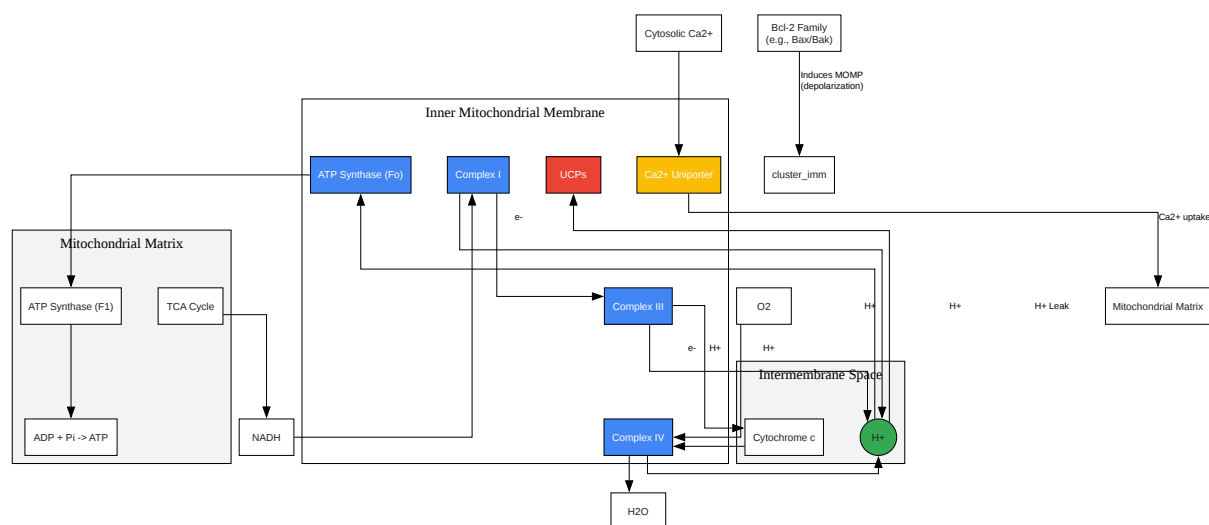 Cytosolic Ca2+
Bcl-2 Family
(e.g., Bax/Bak)
Induces MOMP
(depolarization)
Inner Mitochondrial Membrane
ATP Synthase (Fo)
Complex I
UCPs
Ca2+ Uniporter
cluster_imm
e-
Ca2+ uptake
Mitochondrial Matrix
ATP Synthase (F1)
TCA Cycle
Complex III
O2
H+
H+
H+ Leak
Mitochondrial Matrix
e-
H+
H+
Intermembrane Space
ADP + Pi -> ATP
NADH
Complex IV
Cytochrome c
H+
H2O